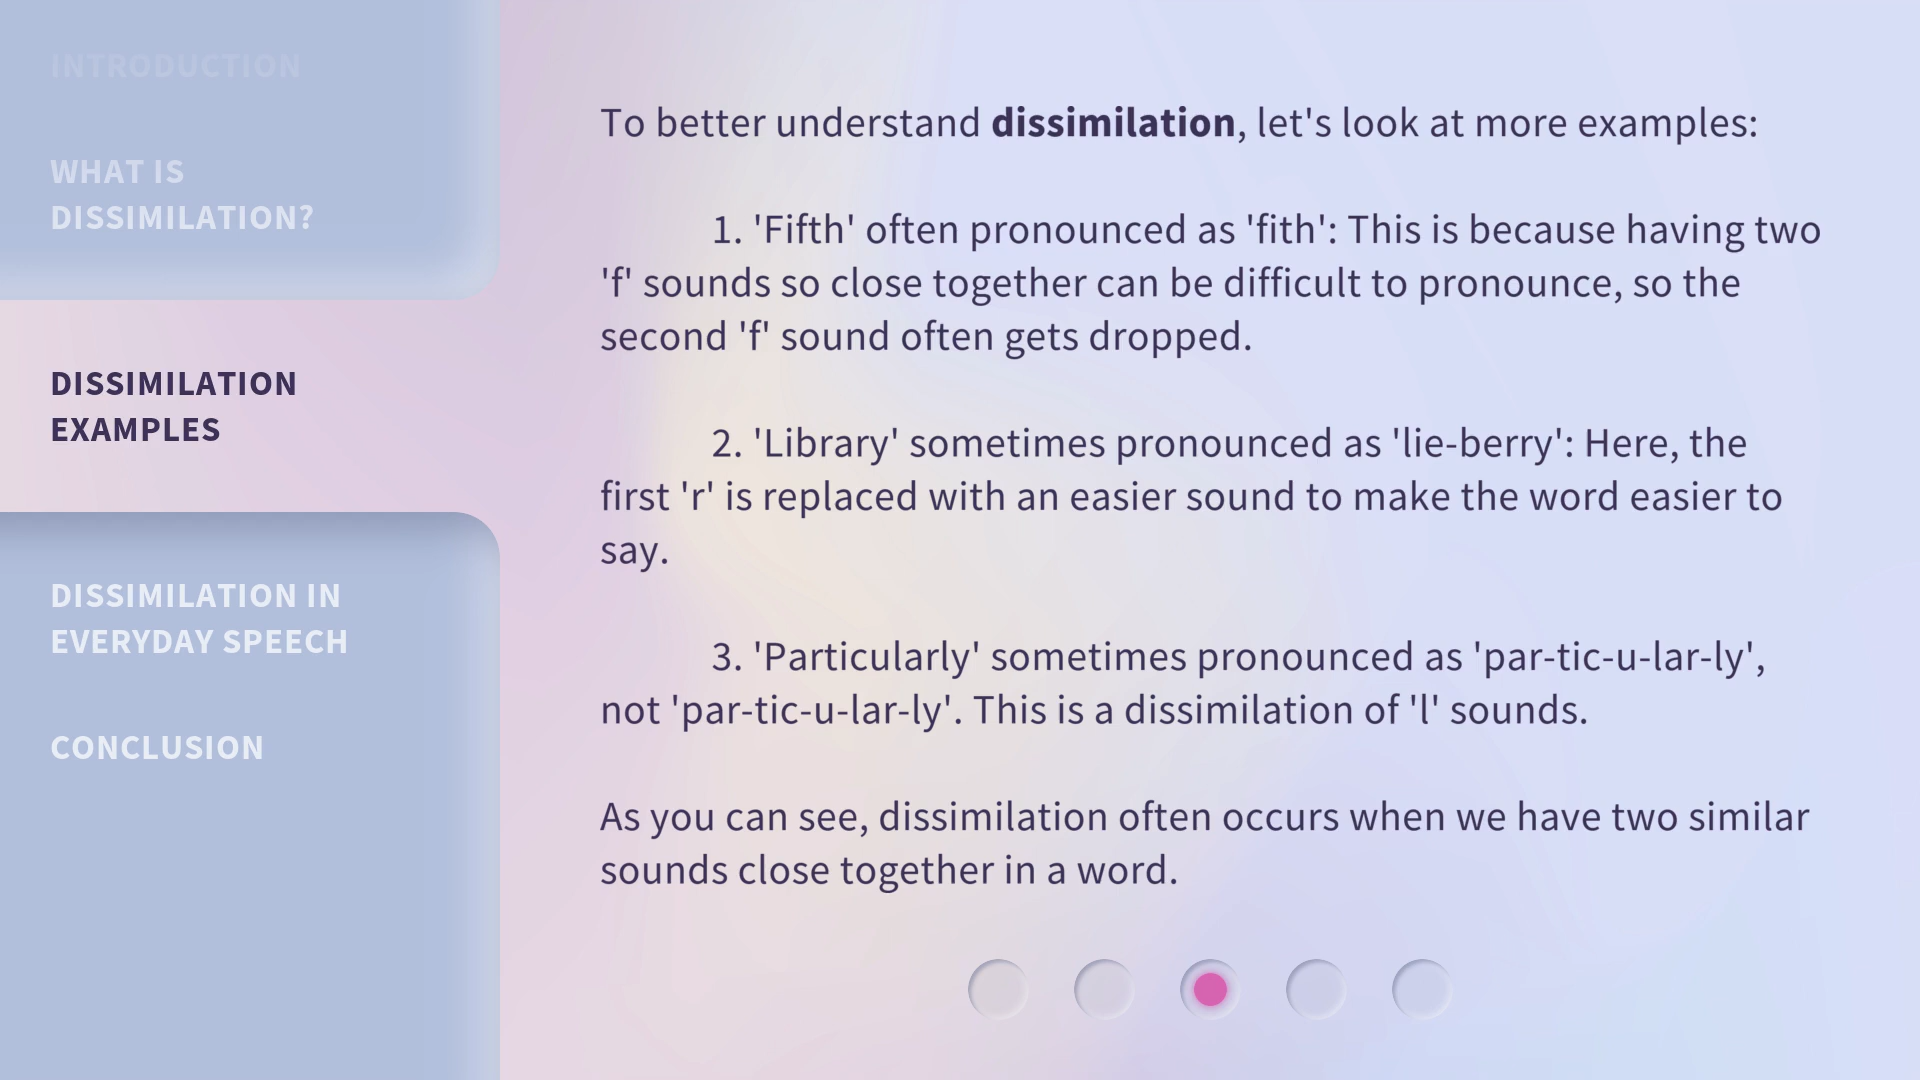 INTRODUCTION
WHAT IS
DISSIMILATION?
DISSIMILATION
EXAMPLES
DISSIMILATION IN
EVERYDAY SPEECH
CONCLUSION
To better understand dissimilation, let's look at more examples:
1. 'Fifth' often pronounced as 'fith': This is because having two
'f' sounds so close together can be difficult to pronounce, so the
second 'f' sound often gets dropped.
2. 'Library' sometimes pronounced as 'lie-berry': Here, the
first 'r' is replaced with an easier sound to make the word easier to
say.
3. 'Particularly' sometimes pronounced as 'par-tic-u-lar-ly',
not 'par-tic-u-lar-ly'. This is a dissimilation of 'l' sounds.
As you can see, dissimilation often occurs when we have two similar
sounds close together in a word.